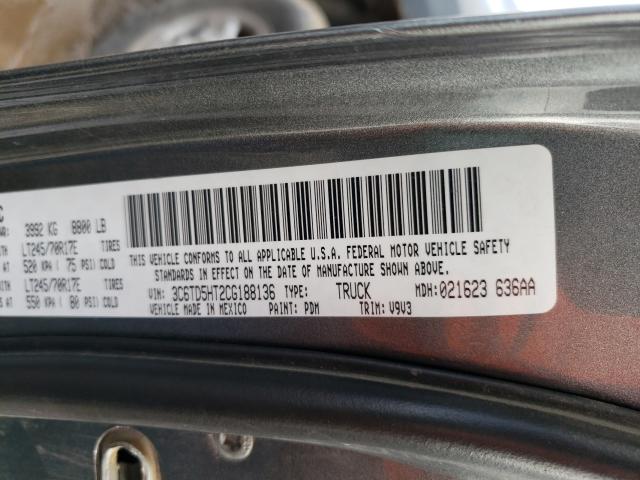 C
3992 KG 8800 LB
LT245/70R17E TIRES
520 KPA ( 75 PSI) COLD
LT245/70R17E TIRES
550 KPA ( 80 PSI) COLD
THIS VEHICLE CONFORMS TO ALL APPLICABLE U.S.A. FEDERAL MOTOR VEHICLE SAFETY
STANDARDS IN EFFECT ON THE DATE OF MANUFACTURE SHOWN ABOVE.
VIN: 3C6TD5HT2CG188136 TYPE: TRUCK MDH: 021623 636AA
VEHICLE MADE IN MEXICO PAINT: PDM TRIM: V9V3